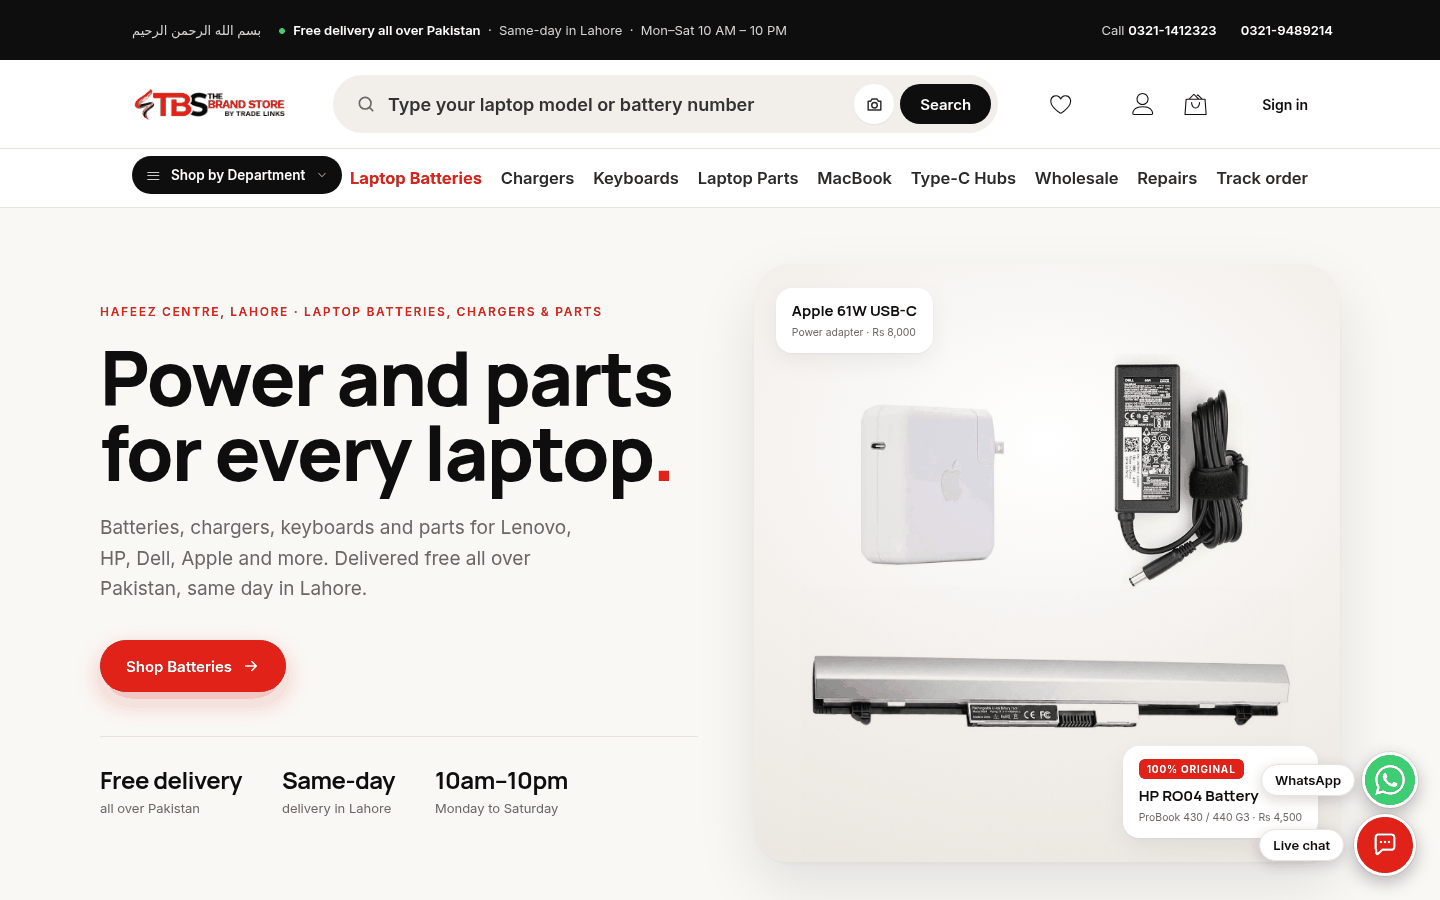 بسم الله الرحمن الرحيم
Free delivery all over Pakistan · Same-day in Lahore · Mon–Sat 10 AM – 10 PM
Call 0321-1412323 0321-9489214
TBS THE BRAND STORE
BY TRADE LINKS
Type your laptop model or battery number
Search
Sign in
Shop by Department
Laptop Batteries
Chargers
Keyboards
Laptop Parts
MacBook
Type-C Hubs
Wholesale
Repairs
Track order
HAFEEZ CENTRE, LAHORE · LAPTOP BATTERIES, CHARGERS & PARTS
Power and parts
for every laptop.
Batteries, chargers, keyboards and parts for Lenovo,
HP, Dell, Apple and more. Delivered free all over
Pakistan, same day in Lahore.
Shop Batteries
Free delivery
all over Pakistan
Same-day
delivery in Lahore
10am–10pm
Monday to Saturday
Apple 61W USB-C
Power adapter · Rs 8,000
100% ORIGINAL
HP RO04 Battery
ProBook 430 / 440 G3 · Rs 4,500
WhatsApp
Live chat